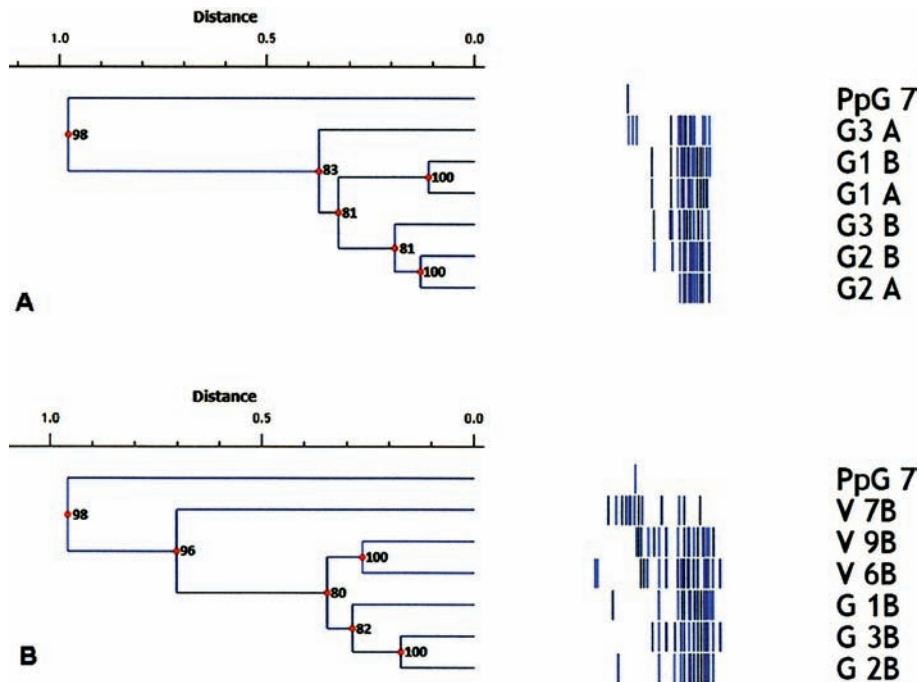 Distance
1.0 0.5 0.0
PpG 7
98
G3 A
83
G1 B
100
G1 A
81
G3 B
81
G2 B
100
G2 A
A
Distance
1.0 0.5 0.0
PpG 7
98
V 7B
96
V 9B
100
V 6B
80
G 1B
82
G 3B
100
G 2B
B